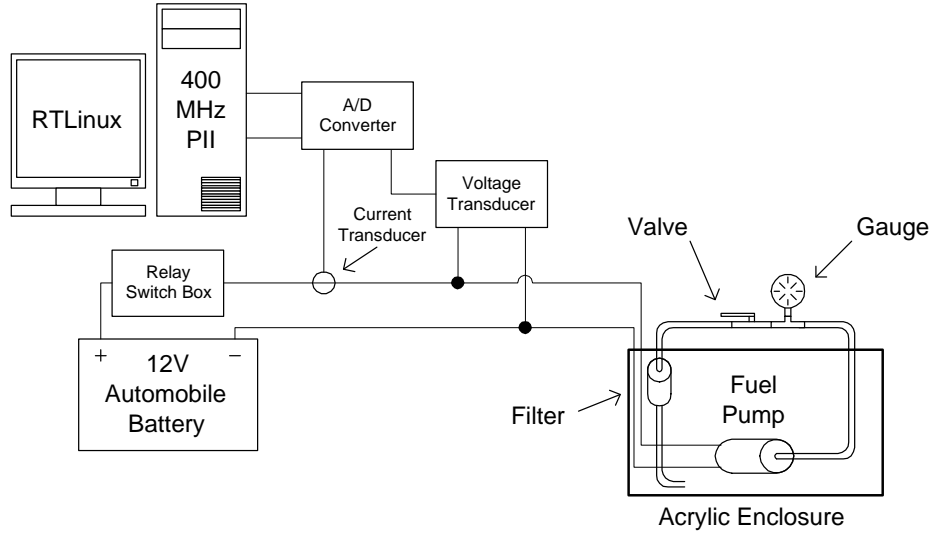 RTLinux
400
MHz
PII
A/D
Converter
Voltage
Transducer
Current
Transducer
Relay
Switch Box
Valve
Gauge
+ −
12V
Automobile
Battery
Filter
Fuel
Pump
Acrylic Enclosure